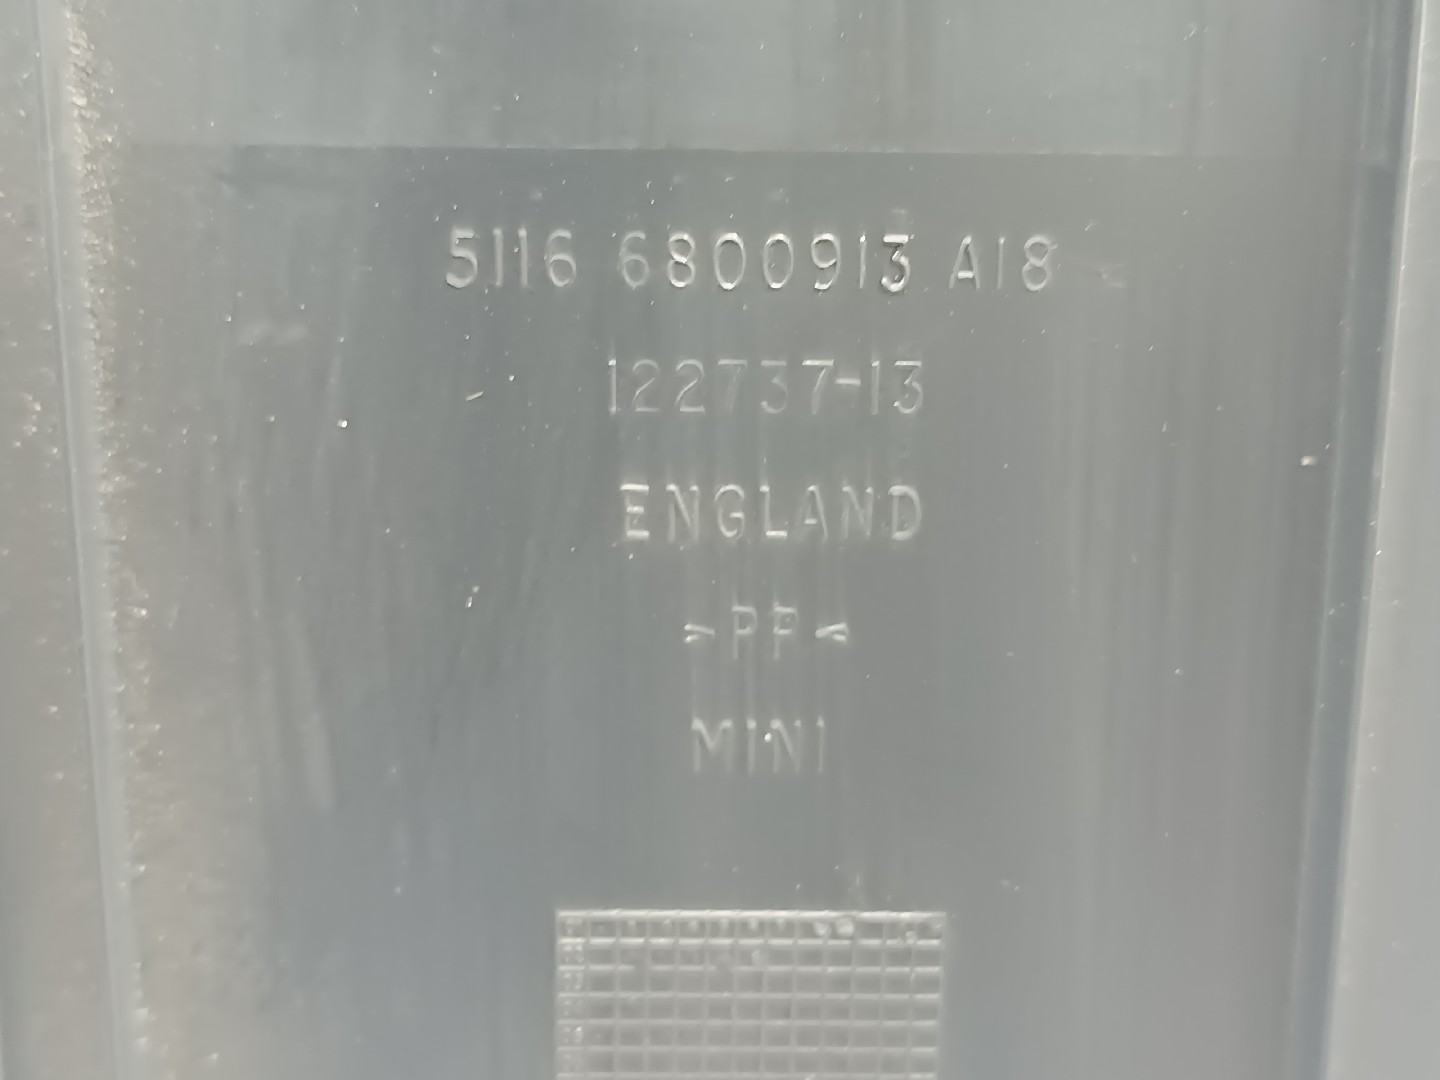 5116 6800913 A18
122737-13
ENGLAND
>PP<
MINI